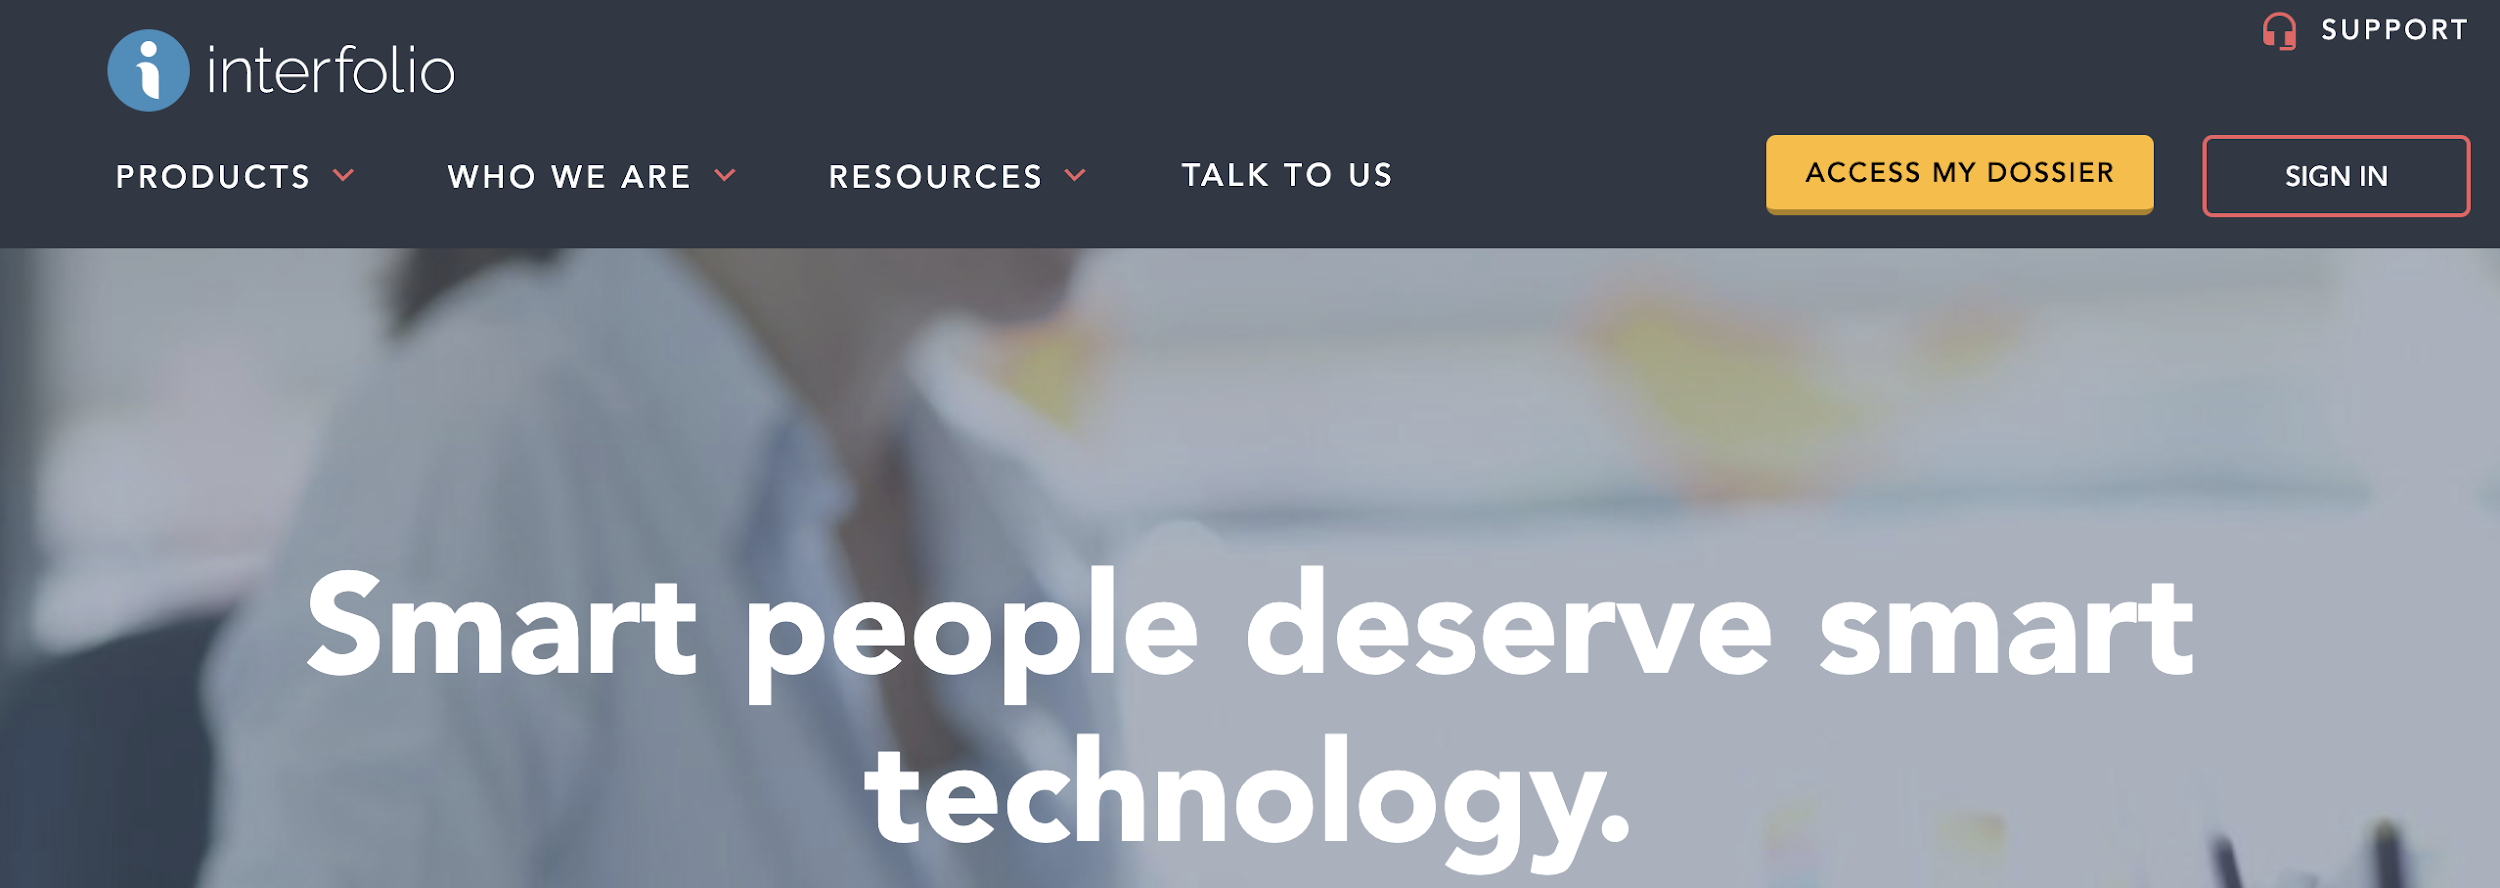 interfolio
SUPPORT
PRODUCTS
WHO WE ARE
RESOURCES
TALK TO US
ACCESS MY DOSSIER
SIGN IN
Smart people deserve smart
technology.